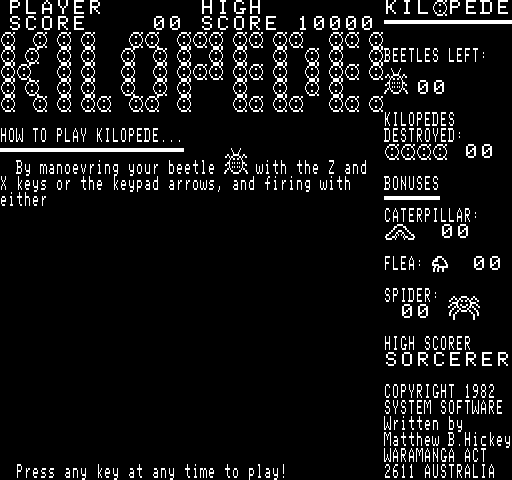 PLAYER
SCORE 00
HIGH
SCORE 10000
KILOPEDE
HOW TO PLAY KILOPEDE...
By manoevring your beetle with the Z and
X keys or the keypad arrows, and firing with
either
Press any key at any time to play!
KILOPEDE
BEETLES LEFT:
00
KILOPEDES
DESTROYED:
00
BONUSES
CATERPILLAR:
00
FLEA: 00
SPIDER:
00
HIGH SCORER
SORCERER
COPYRIGHT 1982
SYSTEM SOFTWARE
Written by
Matthew B.Hickey
WARAMANGA ACT
2611 AUSTRALIA